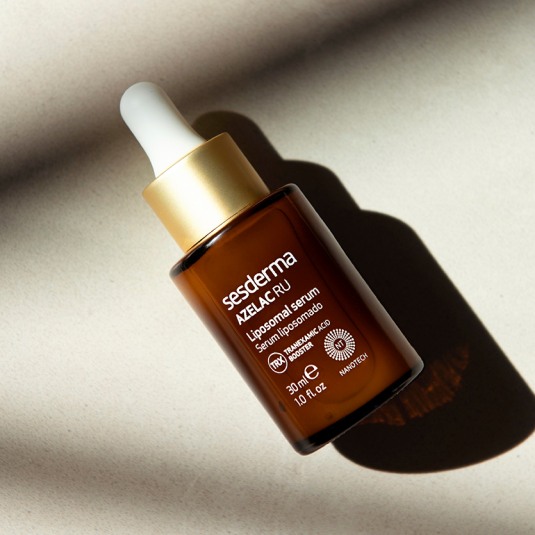 sesderma
AZELAC RU
Liposomal serum
Serum liposomado
TRX TRANEXAMIC ACID
BOOSTER
NT
NANOTECH
30 ml ℮
1.0 fl. oz